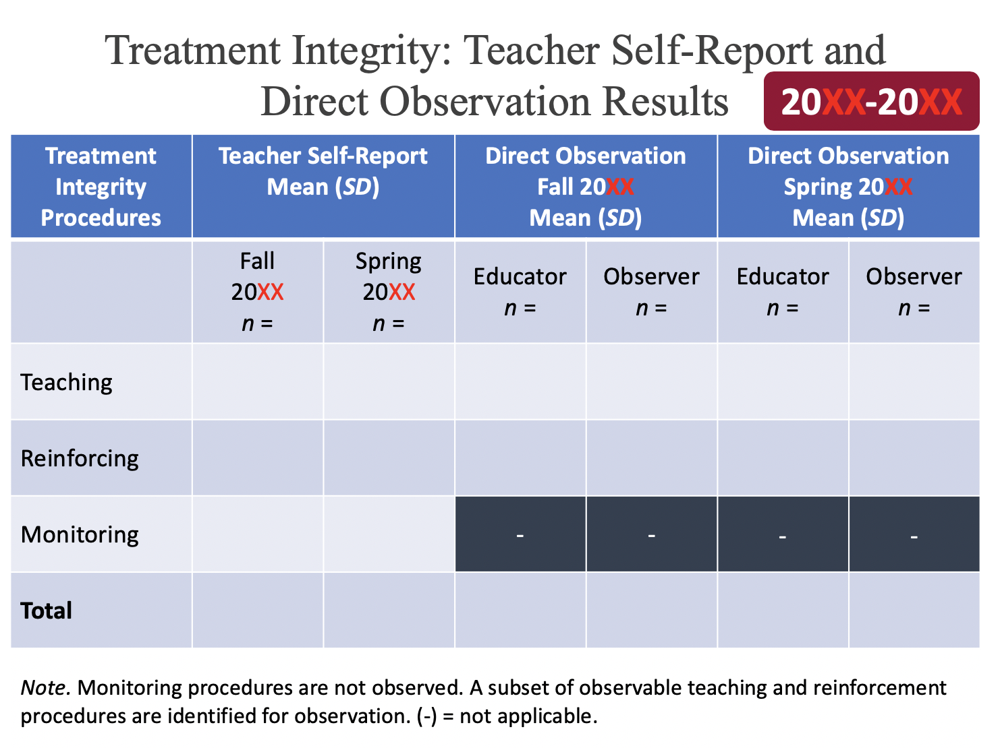 Treatment Integrity: Teacher Self-Report and
Direct Observation Results
20XX-20XX
Treatment
Integrity
Procedures
Teacher Self-Report
Mean (SD)
Direct Observation
Fall 20XX
Mean (SD)
Direct Observation
Spring 20XX
Mean (SD)
Fall
20XX
n =
Spring
20XX
n =
Educator
n =
Observer
n =
Educator
n =
Observer
n =
Teaching
Reinforcing
Monitoring
-
-
-
-
Total
Note. Monitoring procedures are not observed. A subset of observable teaching and reinforcement
procedures are identified for observation. (-) = not applicable.